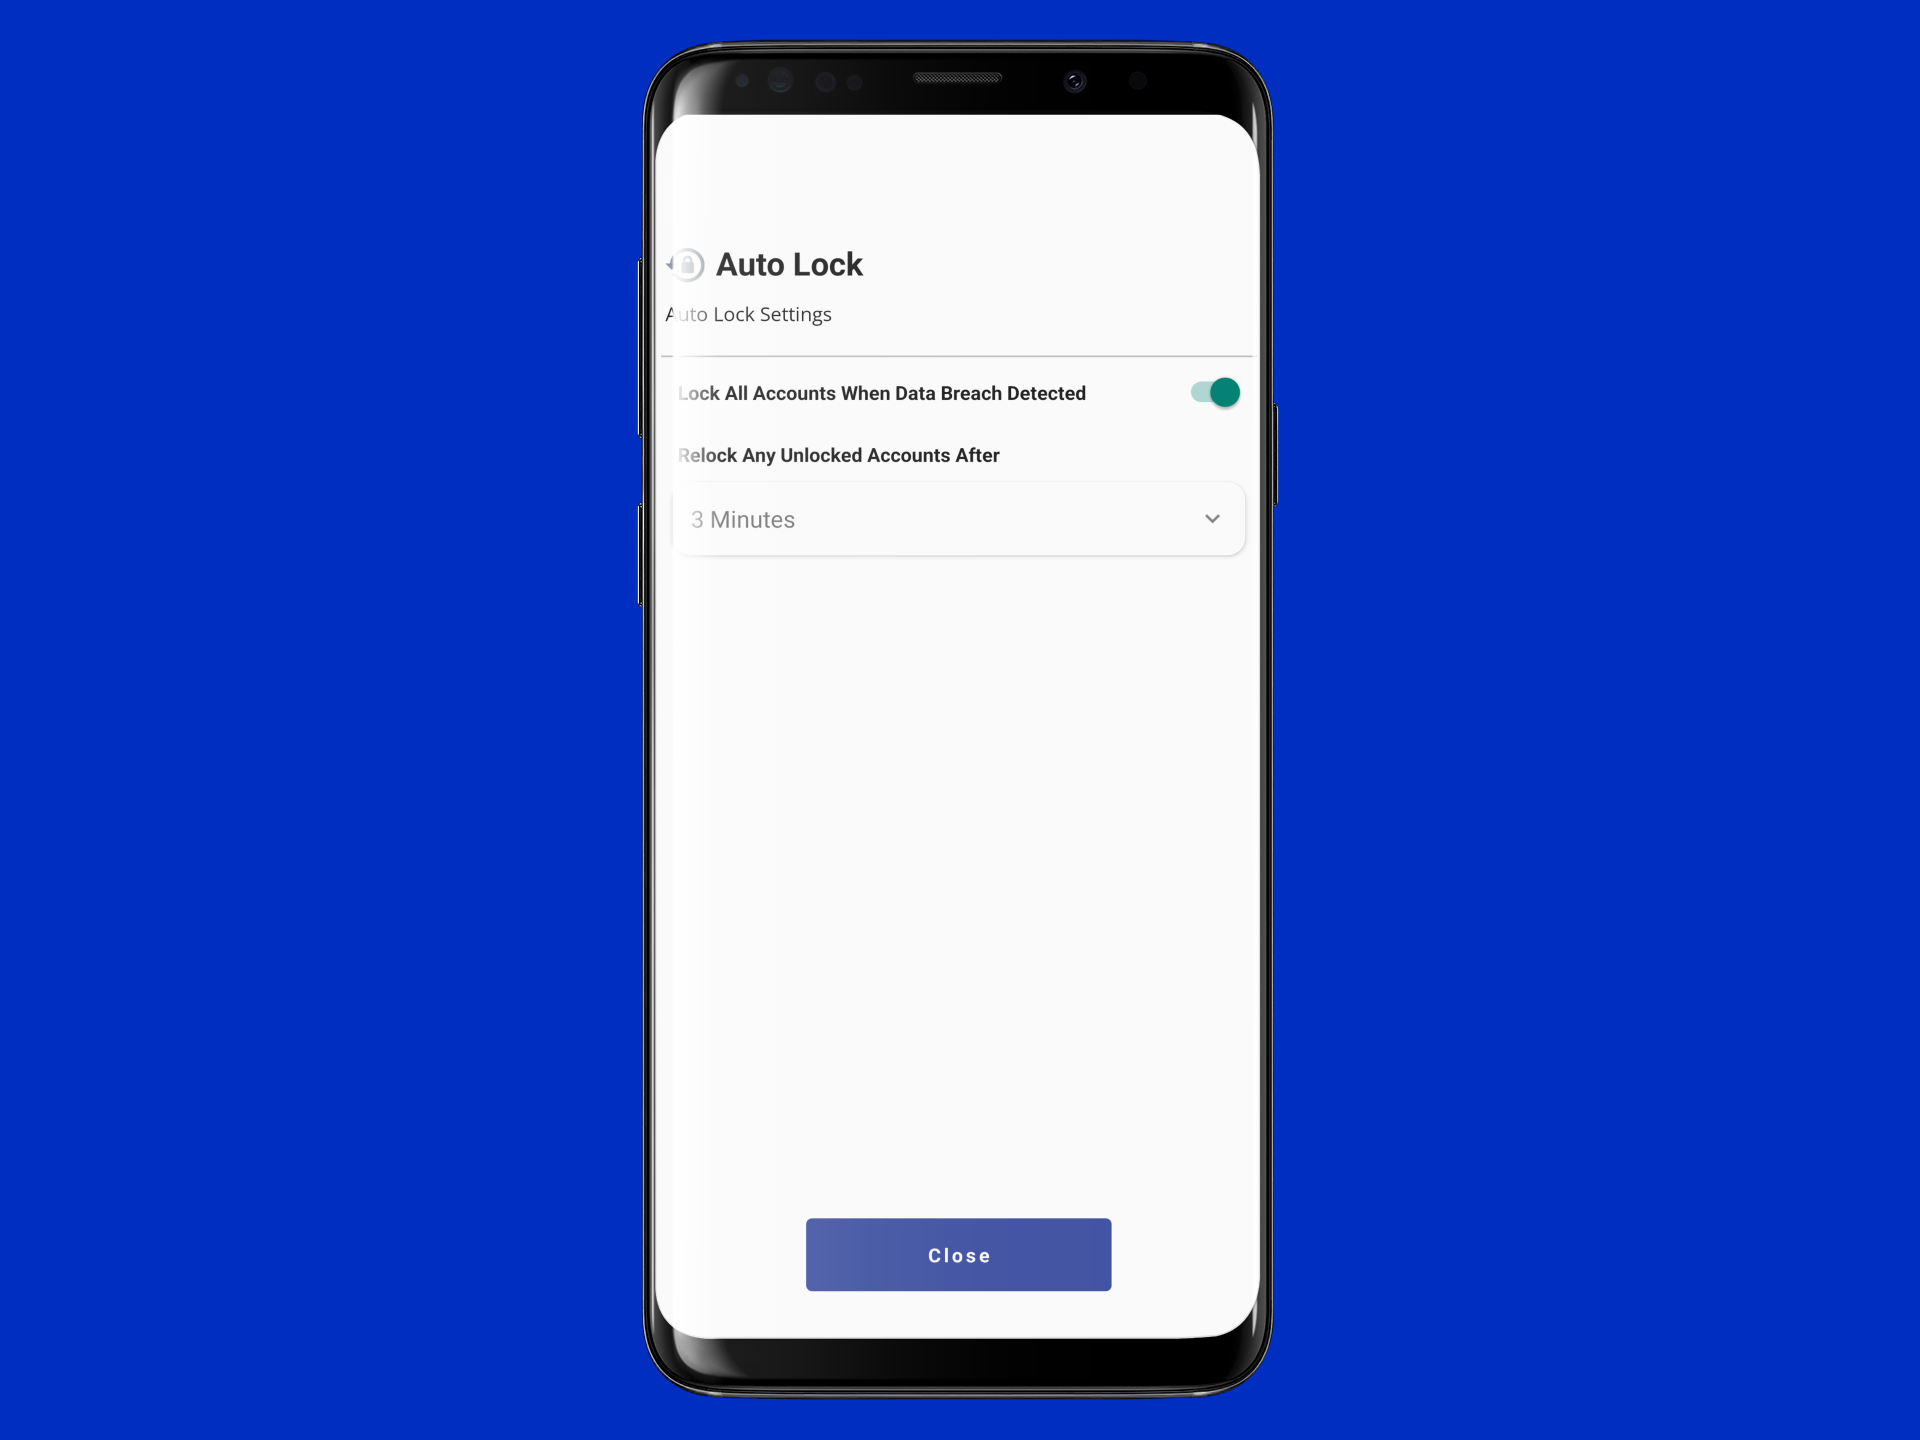 Auto Lock
Auto Lock Settings
Lock All Accounts When Data Breach Detected
Relock Any Unlocked Accounts After
3 Minutes
Close